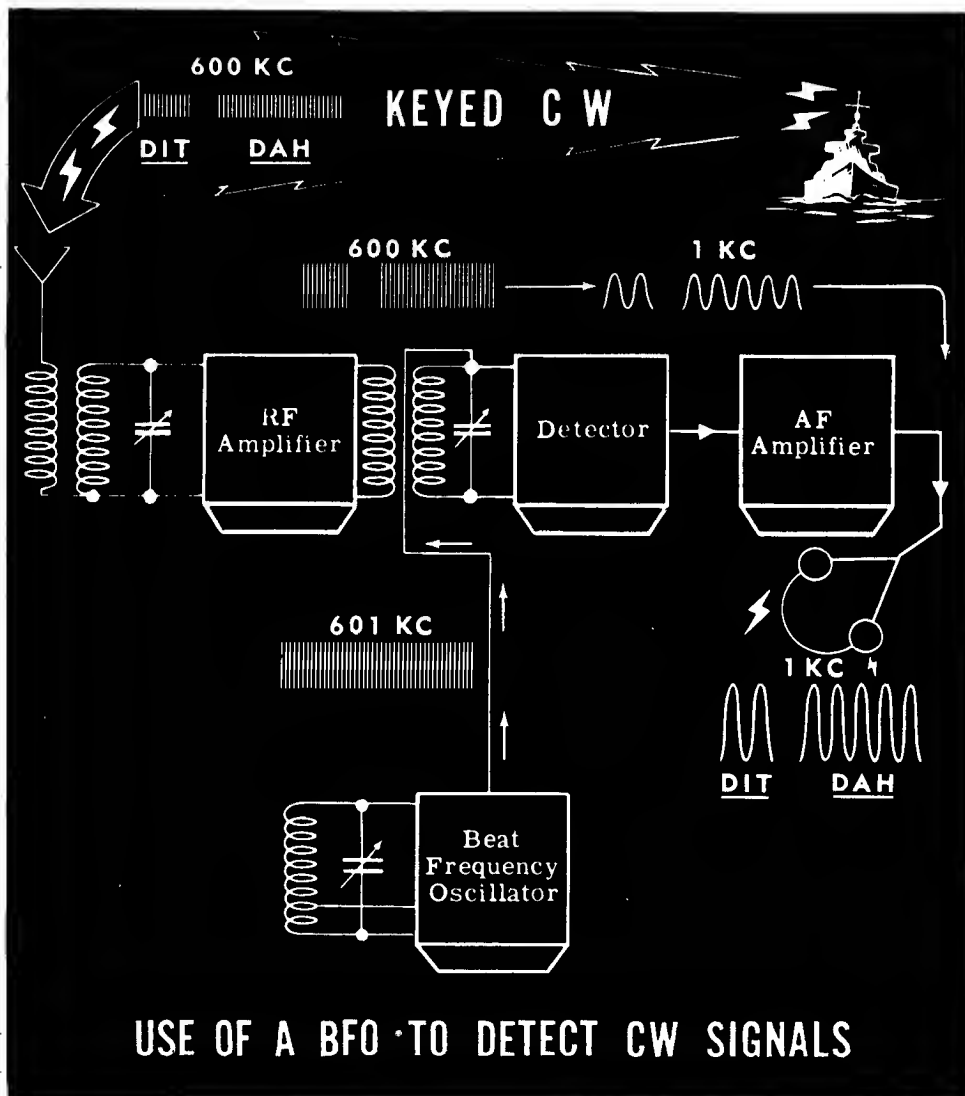 600 KC
KEYED CW
DIT DAH
600 KC
1 KC
RF
Amplifier
Detector
AF
Amplifier
601 KC
1 KC
DIT DAH
Beat
Frequency
Oscillator
USE OF A BFO TO DETECT CW SIGNALS